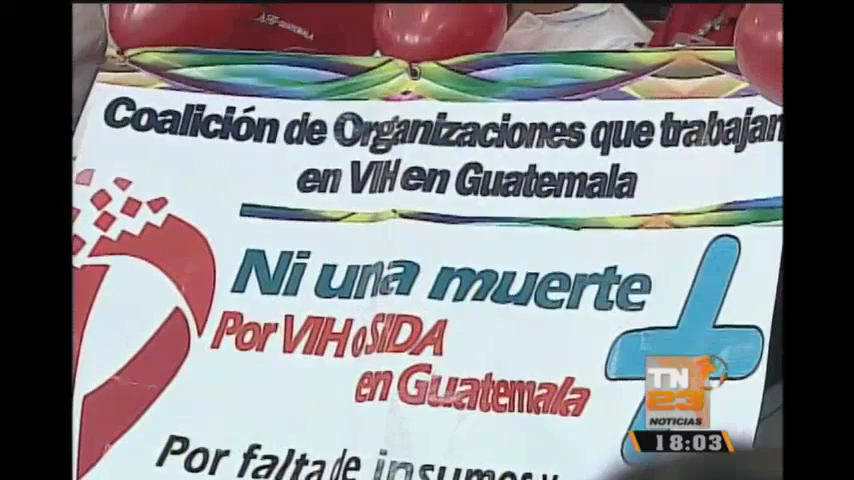 Coalición de Organizaciones que trabajan
en VIH en Guatemala
Ni una muerte
Por VIH o SIDA
en Guatemala
Por falta de insumos y
TN
23
NOTICIAS
18:03